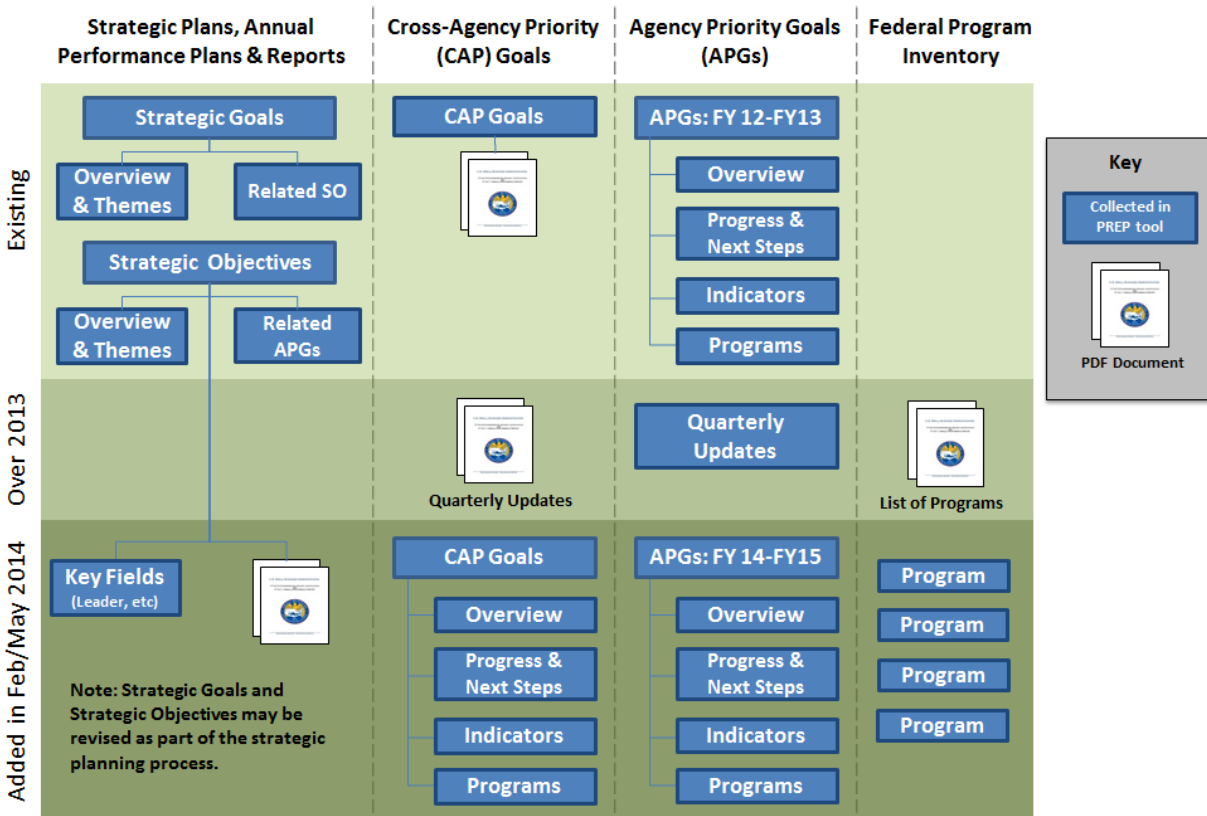 Strategic Plans, Annual
Performance Plans & Reports
Cross-Agency Priority
(CAP) Goals
Agency Priority Goals
(APGs)
Federal Program
Inventory
Existing
Strategic Goals
Overview
& Themes
Related SO
Strategic Objectives
Overview
& Themes
Related
APGs
CAP Goals
APGs: FY 12-FY13
Overview
Progress &
Next Steps
Indicators
Programs
Key
Collected in
PREP tool
PDF Document
Over 2013
Quarterly Updates
Quarterly
Updates
List of Programs
Added in Feb/May 2014
Key Fields
(Leader, etc)
Note: Strategic Goals and
Strategic Objectives may be
revised as part of the strategic
planning process.
CAP Goals
Overview
Progress &
Next Steps
Indicators
Programs
APGs: FY 14-FY15
Overview
Progress &
Next Steps
Indicators
Programs
Program
Program
Program
Program